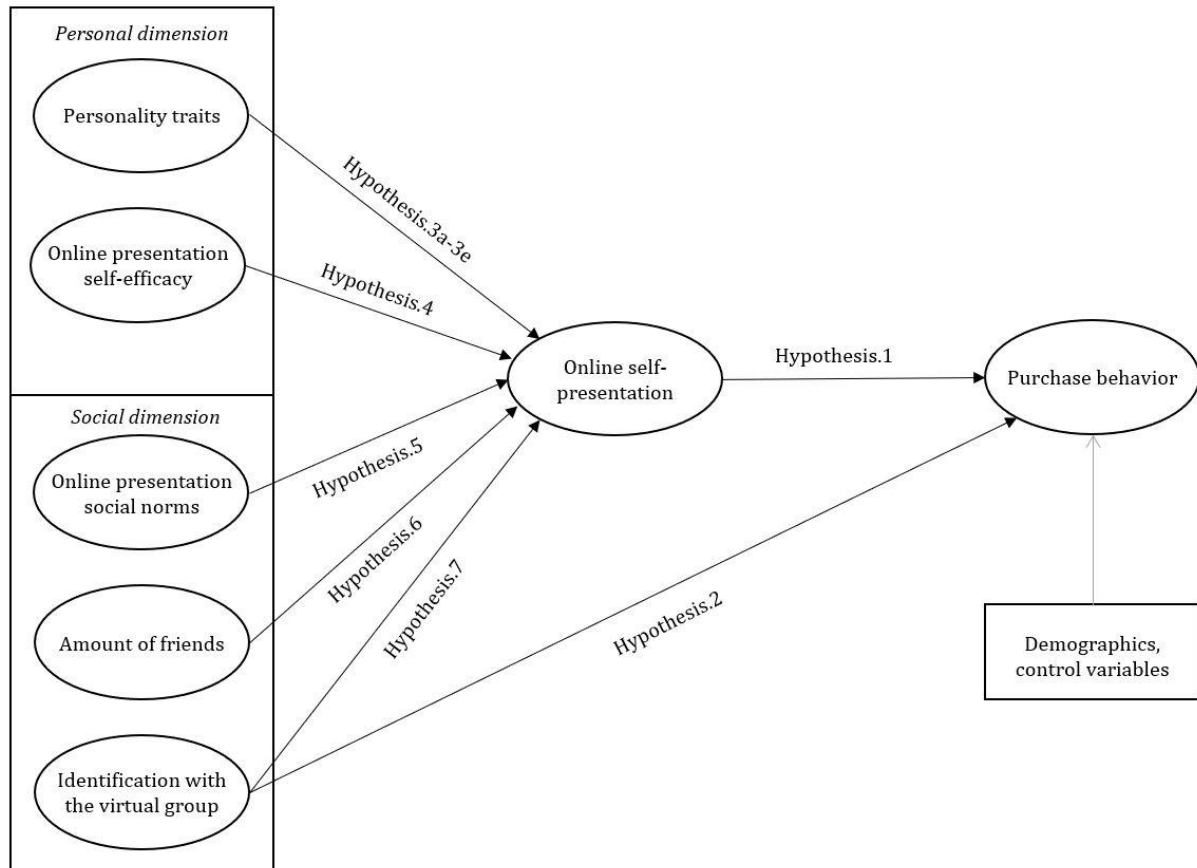 Personal dimension
Personality traits
Hypothesis.3a-3e
Online presentation
self-efficacy
Hypothesis.4
Online self-
presentation
Hypothesis.1
Purchase behavior
Social dimension
Online presentation
social norms
Hypothesis.5
Hypothesis.6
Hypothesis.7
Hypothesis.2
Amount of friends
Demographics,
control variables
Identification with
the virtual group